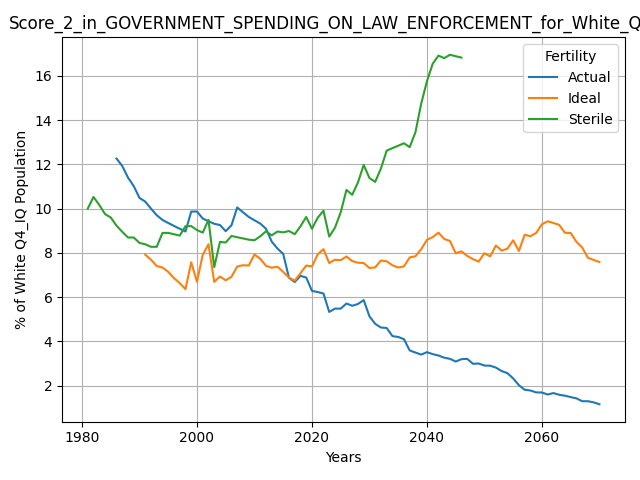 Score_2_in_GOVERNMENT_SPENDING_ON_LAW_ENFORCEMENT_for_White_Q
Fertility
Actual
Ideal
Sterile
% of White Q4_IQ Population
16
14
12
10
8
6
4
2
1980 2000 2020 2040 2060
Years